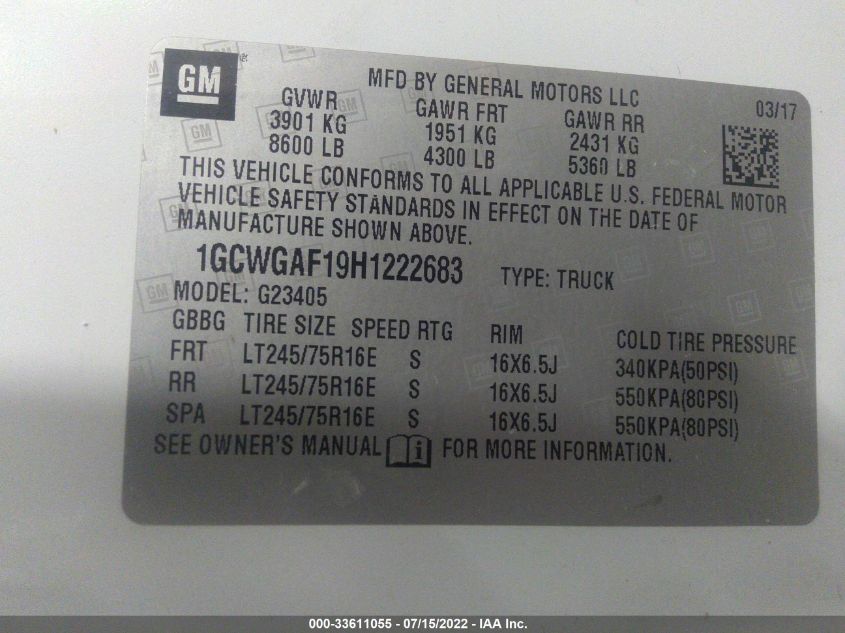 GM
MFD BY GENERAL MOTORS LLC
03/17
GVWR GAWR FRT GAWR RR
3901 KG 1951 KG 2431 KG
8600 LB 4300 LB 5360 LB
THIS VEHICLE CONFORMS TO ALL APPLICABLE U.S. FEDERAL MOTOR
VEHICLE SAFETY STANDARDS IN EFFECT ON THE DATE OF
MANUFACTURE SHOWN ABOVE.
1GCWGAF19H1222683 TYPE: TRUCK
MODEL: G23405
GBBG TIRE SIZE SPEED RTG RIM COLD TIRE PRESSURE
FRT LT245/75R16E S 16X6.5J 340KPA(50PSI)
RR LT245/75R16E S 16X6.5J 550KPA(80PSI)
SPA LT245/75R16E S 16X6.5J 550KPA(80PSI)
SEE OWNER'S MANUAL i FOR MORE INFORMATION.
000-33611055 - 07/15/2022 - IAA Inc.